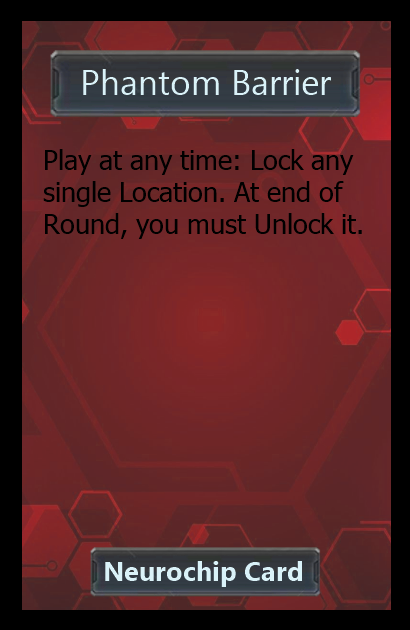 Phantom Barrier
Play at any time: Lock any
single Location. At end of
Round, you must Unlock it.
Neurochip Card